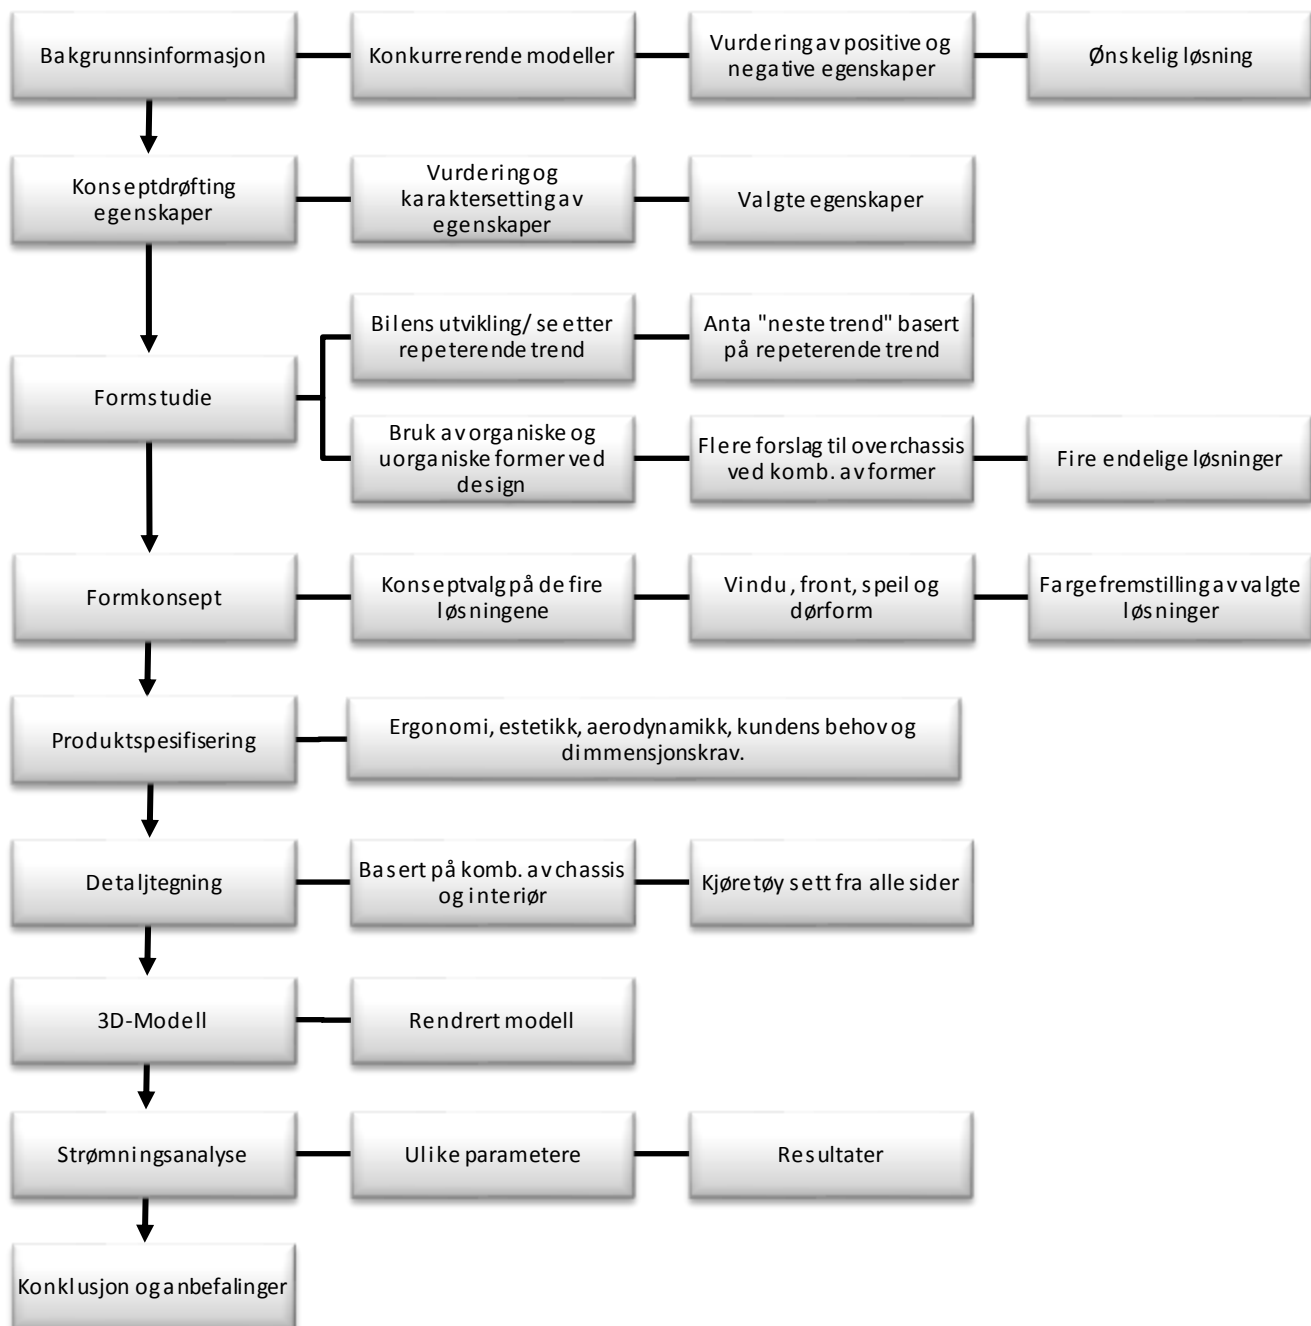 Bakgrunnsinformasjon
Konkurrerende modeller
Vurdering av positive og
negative egenskaper
Ønskelig løsning
Konseptdrøfting
egenskaper
Vurdering og
karaktersetting av
egenskaper
Valgte egenskaper
Formstudie
Bilens utvikling/ se etter
repeterende trend
Anta "neste trend" basert
på repeterende trend
Bruk av organiske og
uorganiske former ved
design
Flere forslag til overchassis
ved komb. av former
Fire endelige løsninger
Formkonsept
Konseptvalg på de fire
løsningene
Vindu, front, speil og
dørform
Fargefremstilling av valgte
løsninger
Produktspesifisering
Ergonomi, estetikk, aerodynamikk, kundens behov og
dimmensjonskrav.
Detaljtegning
Basert på komb. av chassis
og interiør
Kjøretøy sett fra alle sider
3D-Modell
Rendrert modell
Strømningsanalyse
Ulike parametere
Resultater
Konklusjon og anbefalinger